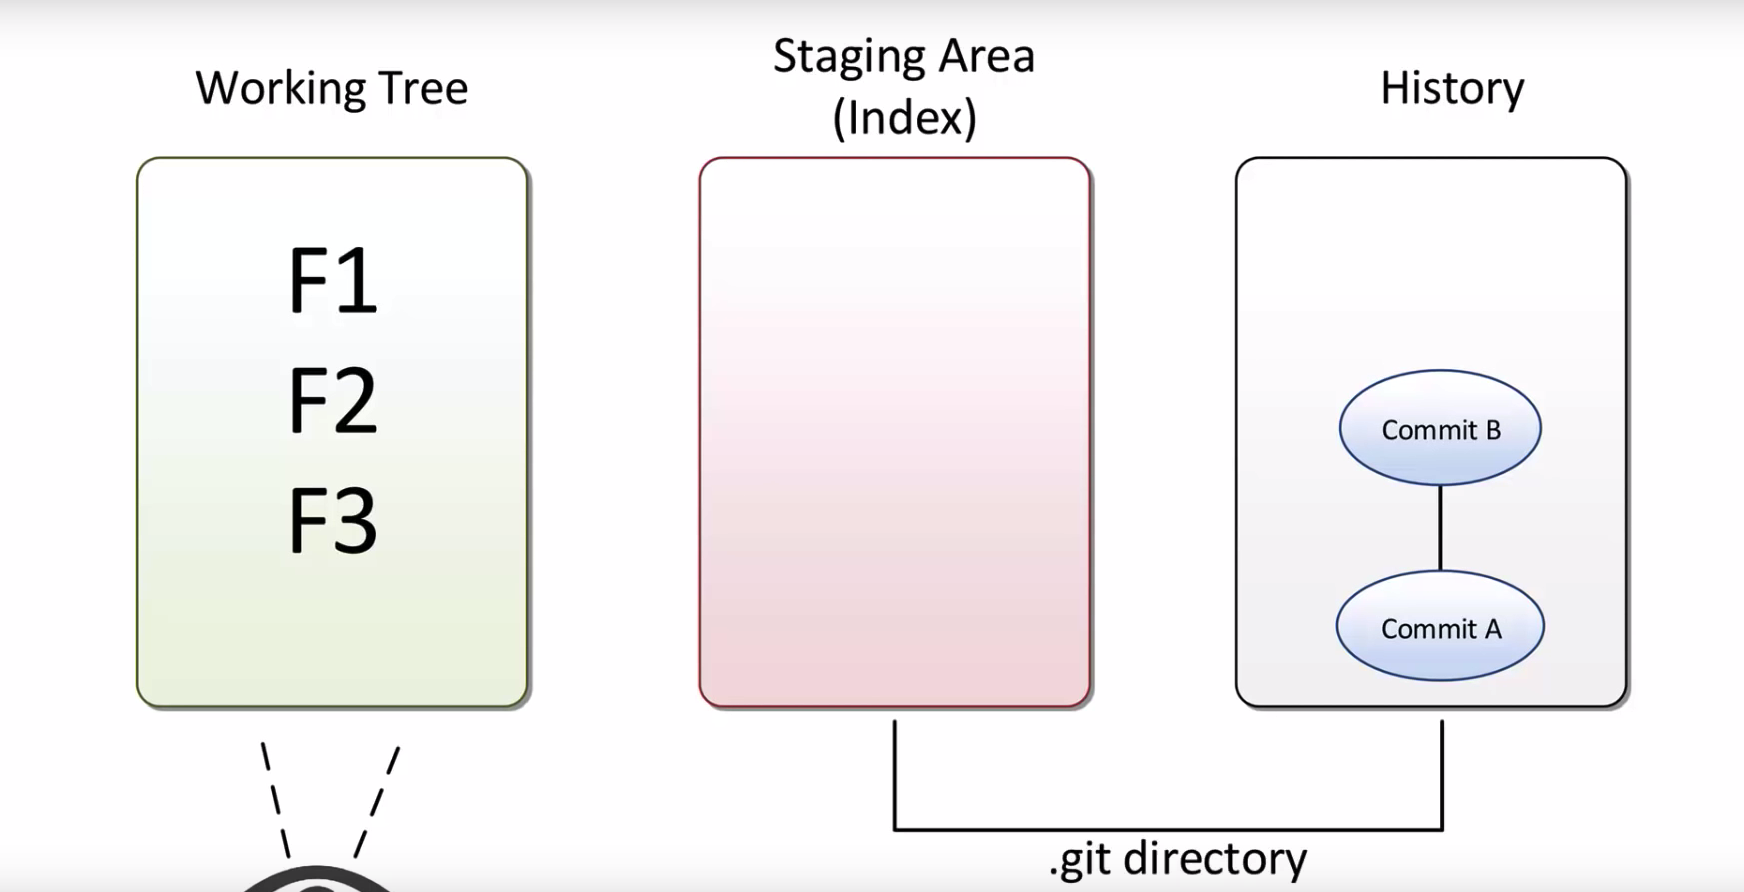 Working Tree
Staging Area
(Index)
History
F1
F2
F3
Commit B
Commit A
.git directory